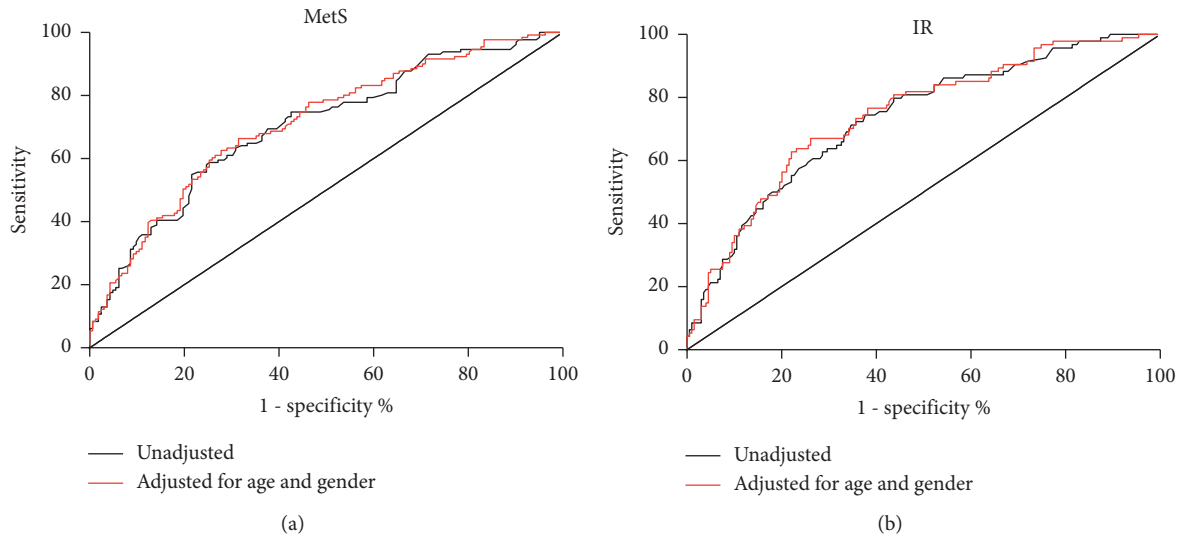 MetS
100
80
60
40
20
0
Sensitivity
0 20 40 60 80 100
1 - specificity %
Unadjusted
Adjusted for age and gender
(a)
IR
100
80
60
40
20
0
Sensitivity
0 20 40 60 80 100
1 - specificity %
Unadjusted
Adjusted for age and gender
(b)